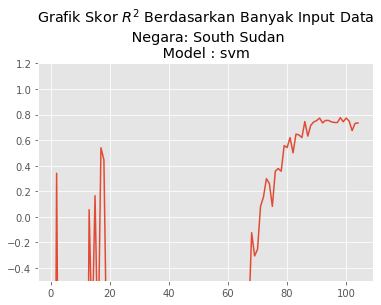 Grafik Skor R² Berdasarkan Banyak Input Data
Negara: South Sudan
Model : svm
1.2
1.0
0.8
0.6
0.4
0.2
0.0
−0.2
−0.4
0 20 40 60 80 100